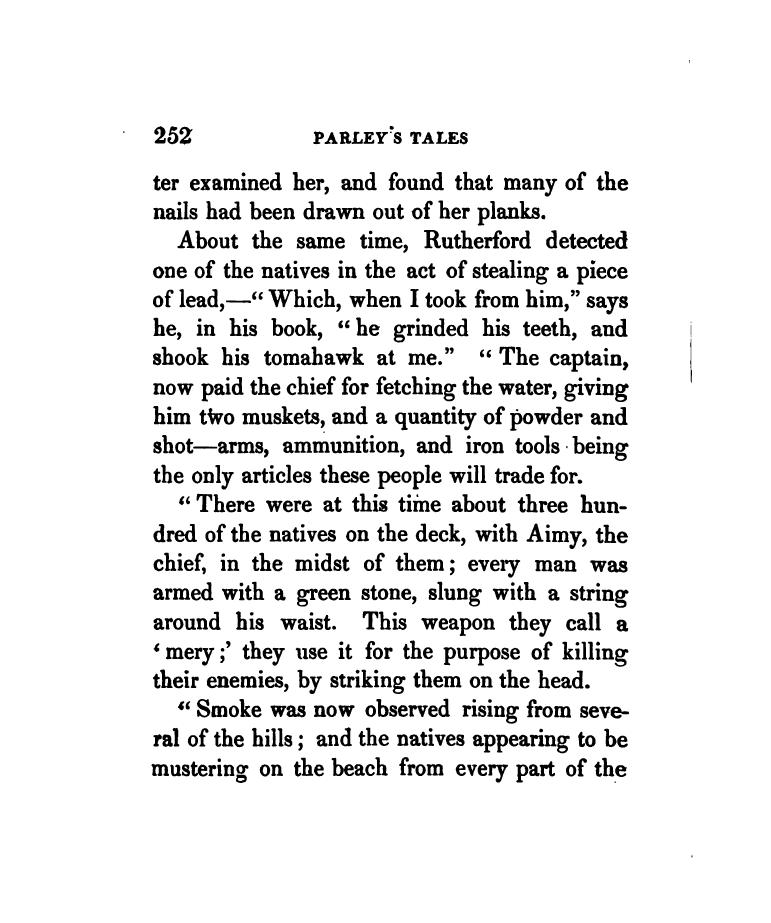 252 PARLEY'S TALES
ter examined her, and found that many of the
nails had been drawn out of her planks.
About the same time, Rutherford detected
one of the natives in the act of stealing a piece
of lead,—“ Which, when I took from him,” says
he, in his book, “ he grinded his teeth, and
shook his tomahawk at me.” “ The captain,
now paid the chief for fetching the water, giving
him two muskets, and a quantity of powder and
shot—arms, ammunition, and iron tools being
the only articles these people will trade for.
“ There were at this time about three hun-
dred of the natives on the deck, with Aimy, the
chief, in the midst of them ; every man was
armed with a green stone, slung with a string
around his waist. This weapon they call a
‘ mery ;’ they use it for the purpose of killing
their enemies, by striking them on the head.
“ Smoke was now observed rising from seve-
ral of the hills ; and the natives appearing to be
mustering on the beach from every part of the